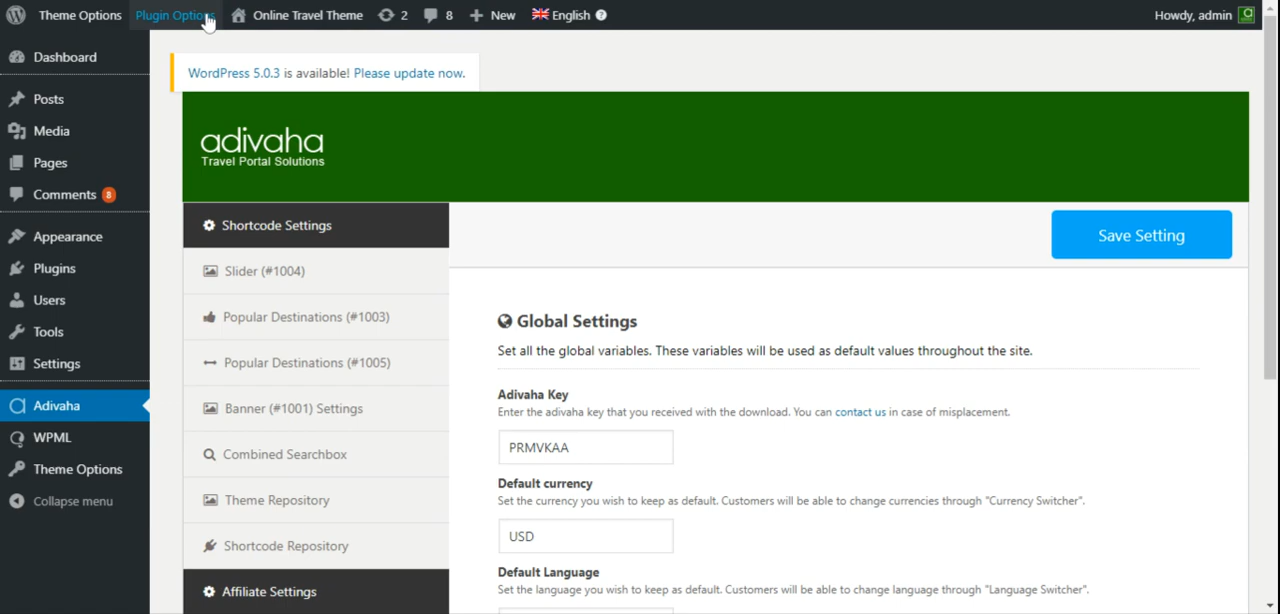 Theme Options Plugin Options Online Travel Theme 2 8 New English Howdy, admin
Dashboard
Posts
Media
Pages
Comments 8
Appearance
Plugins
Users
Tools
Settings
Adivaha
WPML
Theme Options
Collapse menu
WordPress 5.0.3 is available! Please update now.
adivaha
Travel Portal Solutions
Shortcode Settings
Slider (#1004)
Popular Destinations (#1003)
Popular Destinations (#1005)
Banner (#1001) Settings
Combined Searchbox
Theme Repository
Shortcode Repository
Affiliate Settings
Save Setting
Global Settings
Set all the global variables. These variables will be used as default values throughout the site.
Adivaha Key
Enter the adivaha key that you received with the download. You can contact us in case of misplacement.
PRMVKAA
Default currency
Set the currency you wish to keep as default. Customers will be able to change currencies through "Currency Switcher".
USD
Default Language
Set the language you wish to keep as default. Customers will be able to change language through "Language Switcher".